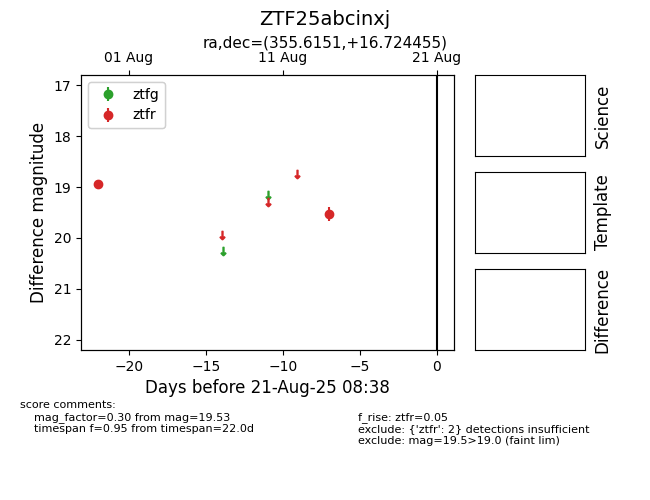 ZTF25abcinxj
ra,dec=(355.6151,+16.724455)
01 Aug 11 Aug 21 Aug
ztfg
ztfr
17
18
19
20
21
22
Difference magnitude
−20 −15 −10 −5 0
Days before 21-Aug-25 08:38
Science
Template
Difference
score comments:
mag_factor=0.30 from mag=19.53
timespan f=0.95 from timespan=22.0d
f_rise: ztfr=0.05
exclude: {'ztfr': 2} detections insufficient
exclude: mag=19.5>19.0 (faint lim)